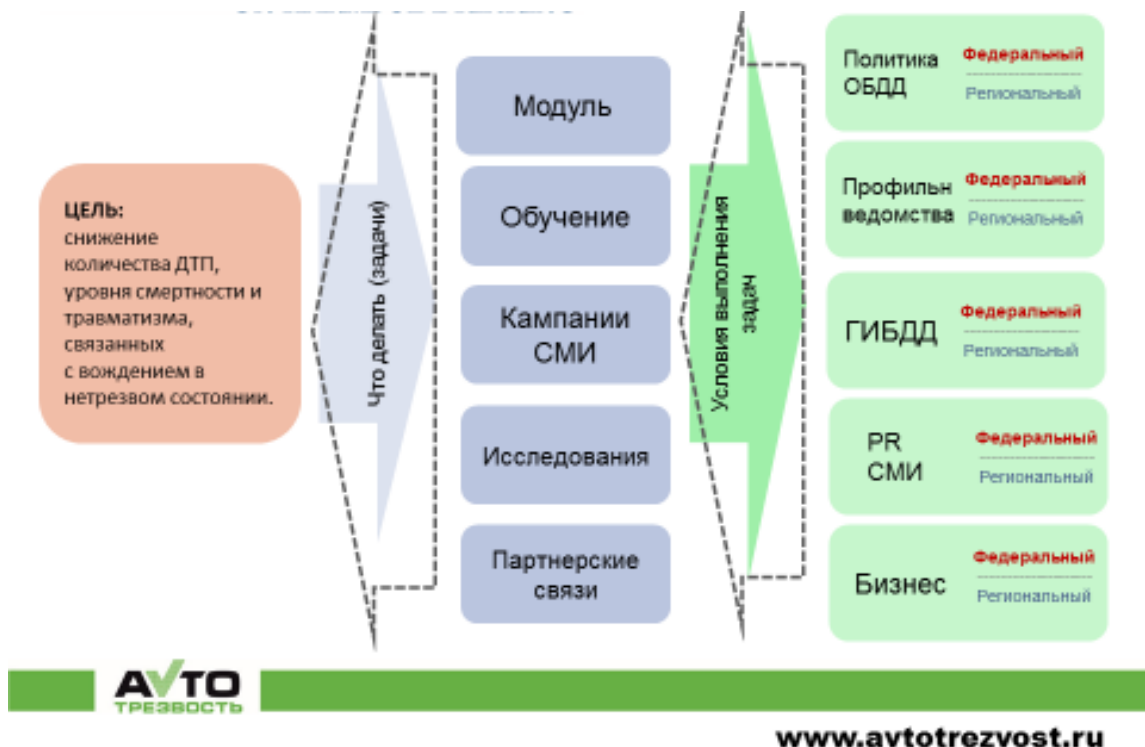 ЦЕЛЬ:
снижение
количества ДТП,
уровня смертности и
травматизма,
связанных
с вождением в
нетрезвом состоянии.
Что делать (задачи)
Модуль
Обучение
Кампании
СМИ
Исследования
Партнерские
связи
Условия выполнения
задач
Политика
ОБДД
Федеральный
Региональный
Профильн
ведомства
Федеральный
Региональный
ГИБДД
Федеральный
Региональный
PR
СМИ
Федеральный
Региональный
Бизнес
Федеральный
Региональный
AVТО
ТРЕЗВОСТЬ
www.avtotrezvost.ru